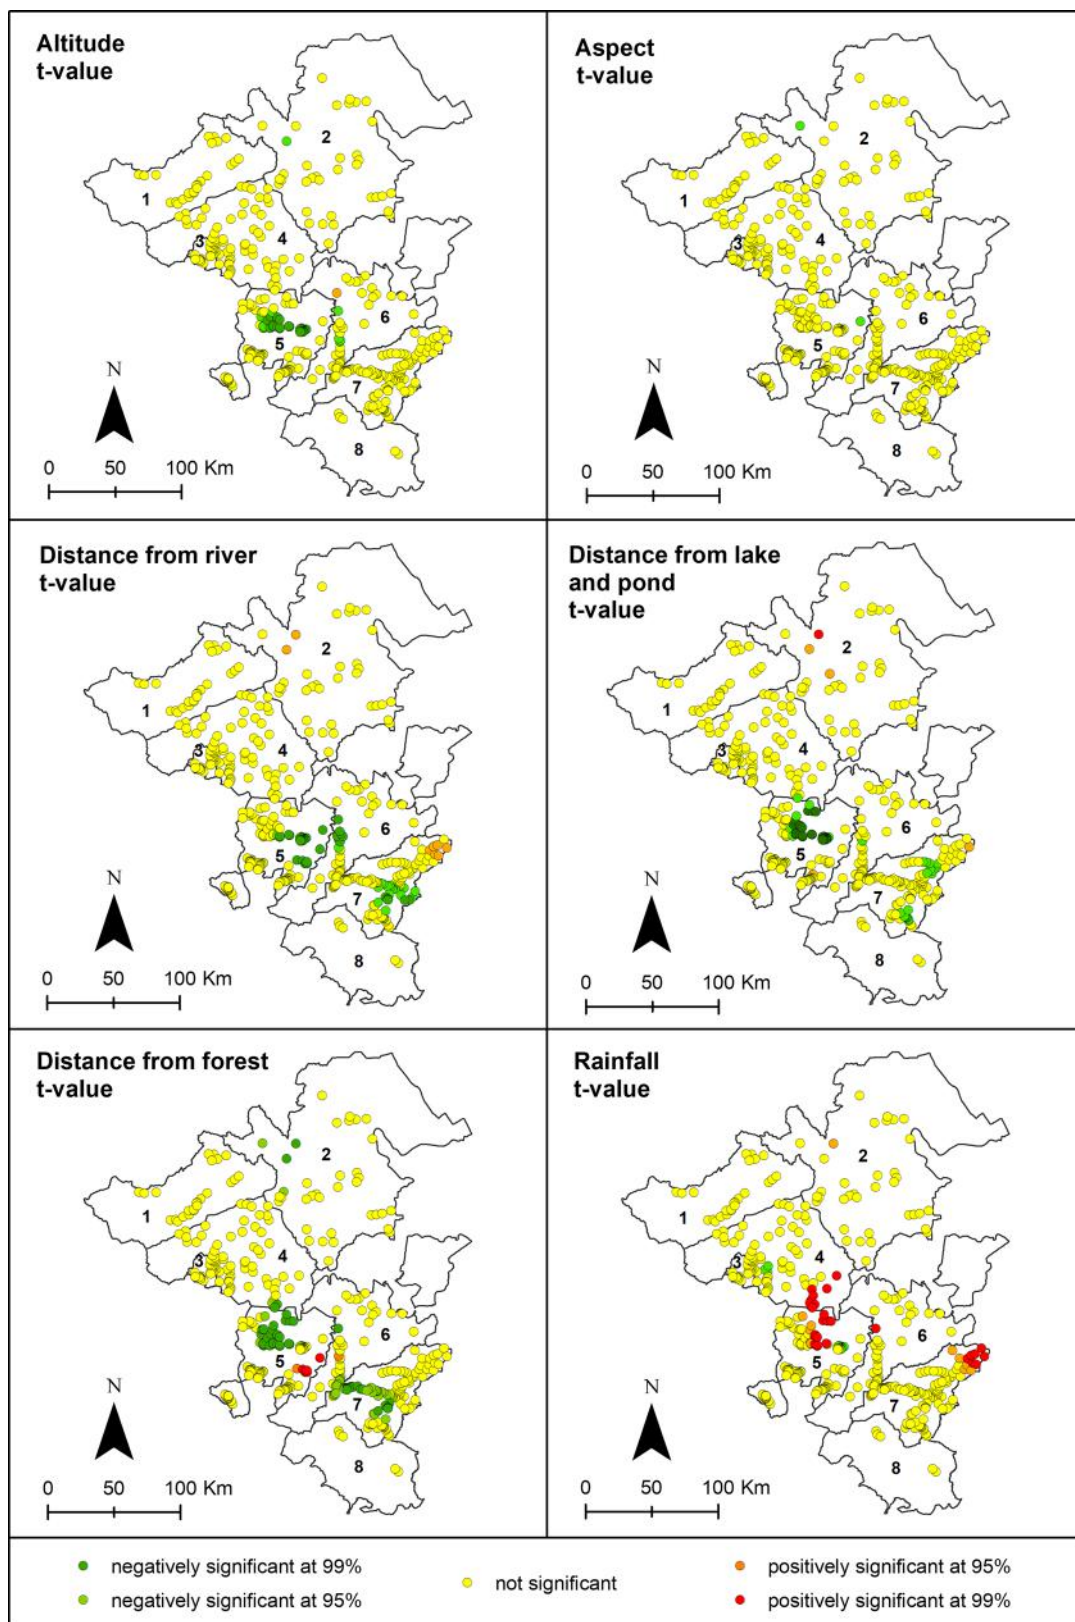 Altitude
t-value
1
2
3
4
5
6
7
8
N
0 50 100 Km
Aspect
t-value
1
2
3
4
5
6
7
8
N
0 50 100 Km
Distance from river
t-value
1
2
3
4
5
6
7
8
N
0 50 100 Km
Distance from lake
and pond
t-value
1
2
3
4
5
6
7
8
N
0 50 100 Km
Distance from forest
t-value
1
2
3
4
5
6
7
8
N
0 50 100 Km
Rainfall
t-value
1
2
3
4
5
6
7
8
N
0 50 100 Km
negatively significant at 99%
negatively significant at 95%
not significant
positively significant at 95%
positively significant at 99%